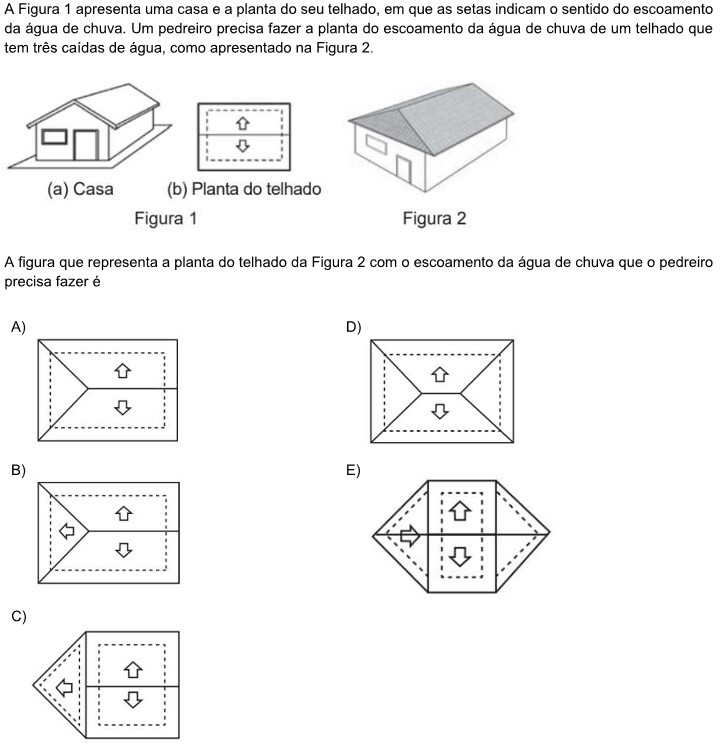 A Figura 1 apresenta uma casa e a planta do seu telhado, em que as setas indicam o sentido do escoamento
da água de chuva. Um pedreiro precisa fazer a planta do escoamento da água de chuva de um telhado que
tem três caídas de água, como apresentado na Figura 2.
(a) Casa
(b) Planta do telhado
Figura 1
Figura 2
A figura que representa a planta do telhado da Figura 2 com o escoamento da água de chuva que o pedreiro
precisa fazer é
A)
D)
B)
E)
C)